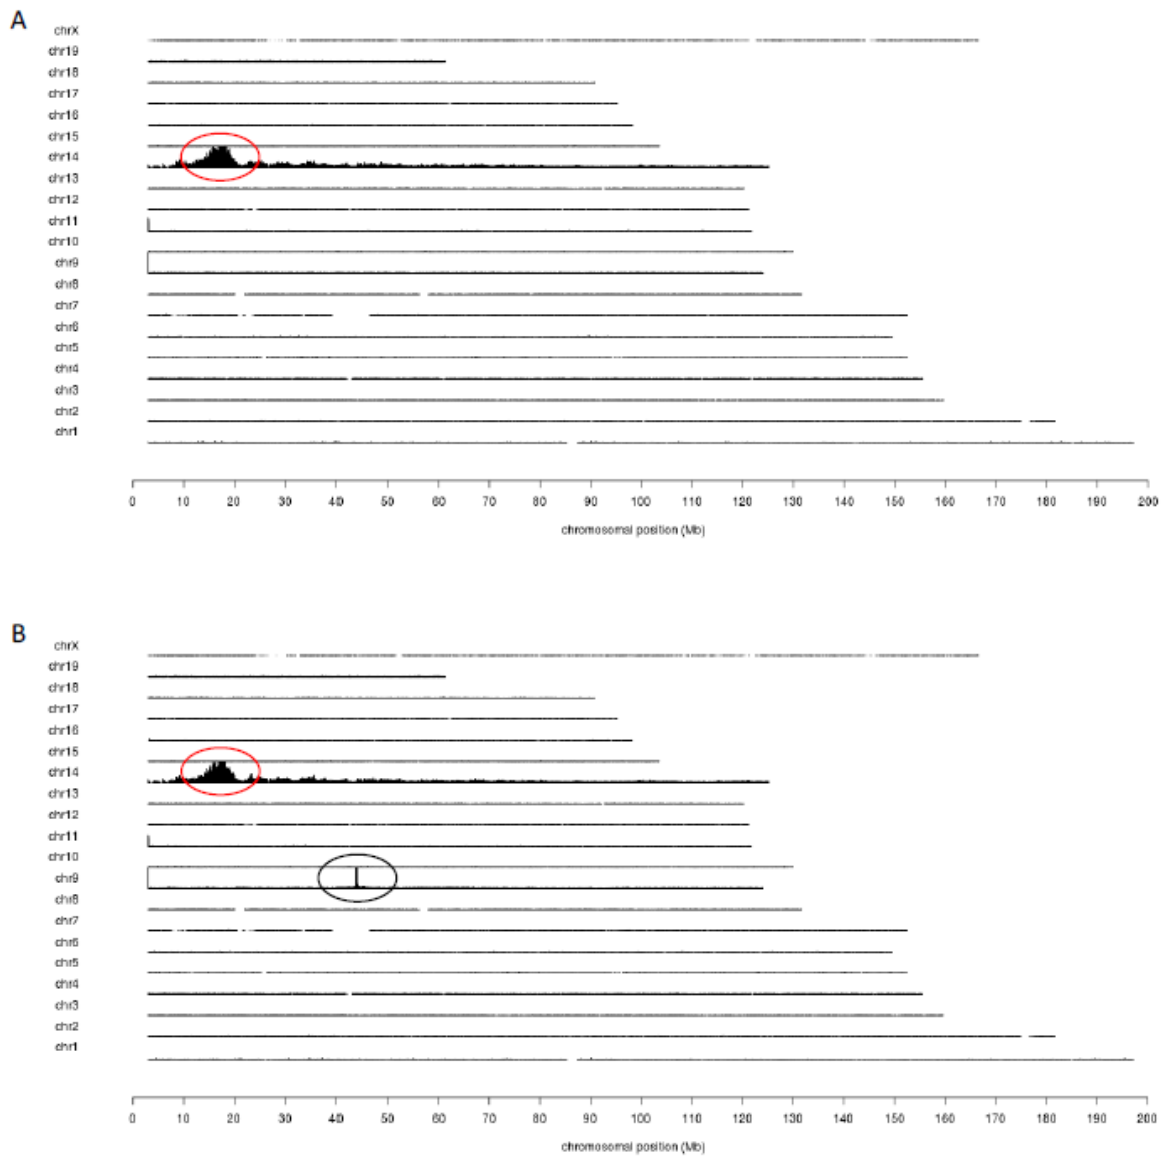 A
chrX
chr19
chr18
chr17
chr16
chr15
chr14
chr13
chr12
chr11
chr10
chr9
chr8
chr7
chr6
chr5
chr4
chr3
chr2
chr1
0 10 20 30 40 50 60 70 80 90 100 110 120 130 140 150 160 170 180 190 200
chromosomal position (Mb)
B
chrX
chr19
chr18
chr17
chr16
chr15
chr14
chr13
chr12
chr11
chr10
chr9
chr8
chr7
chr6
chr5
chr4
chr3
chr2
chr1
0 10 20 30 40 50 60 70 80 90 100 110 120 130 140 150 160 170 180 190 200
chromosomal position (Mb)